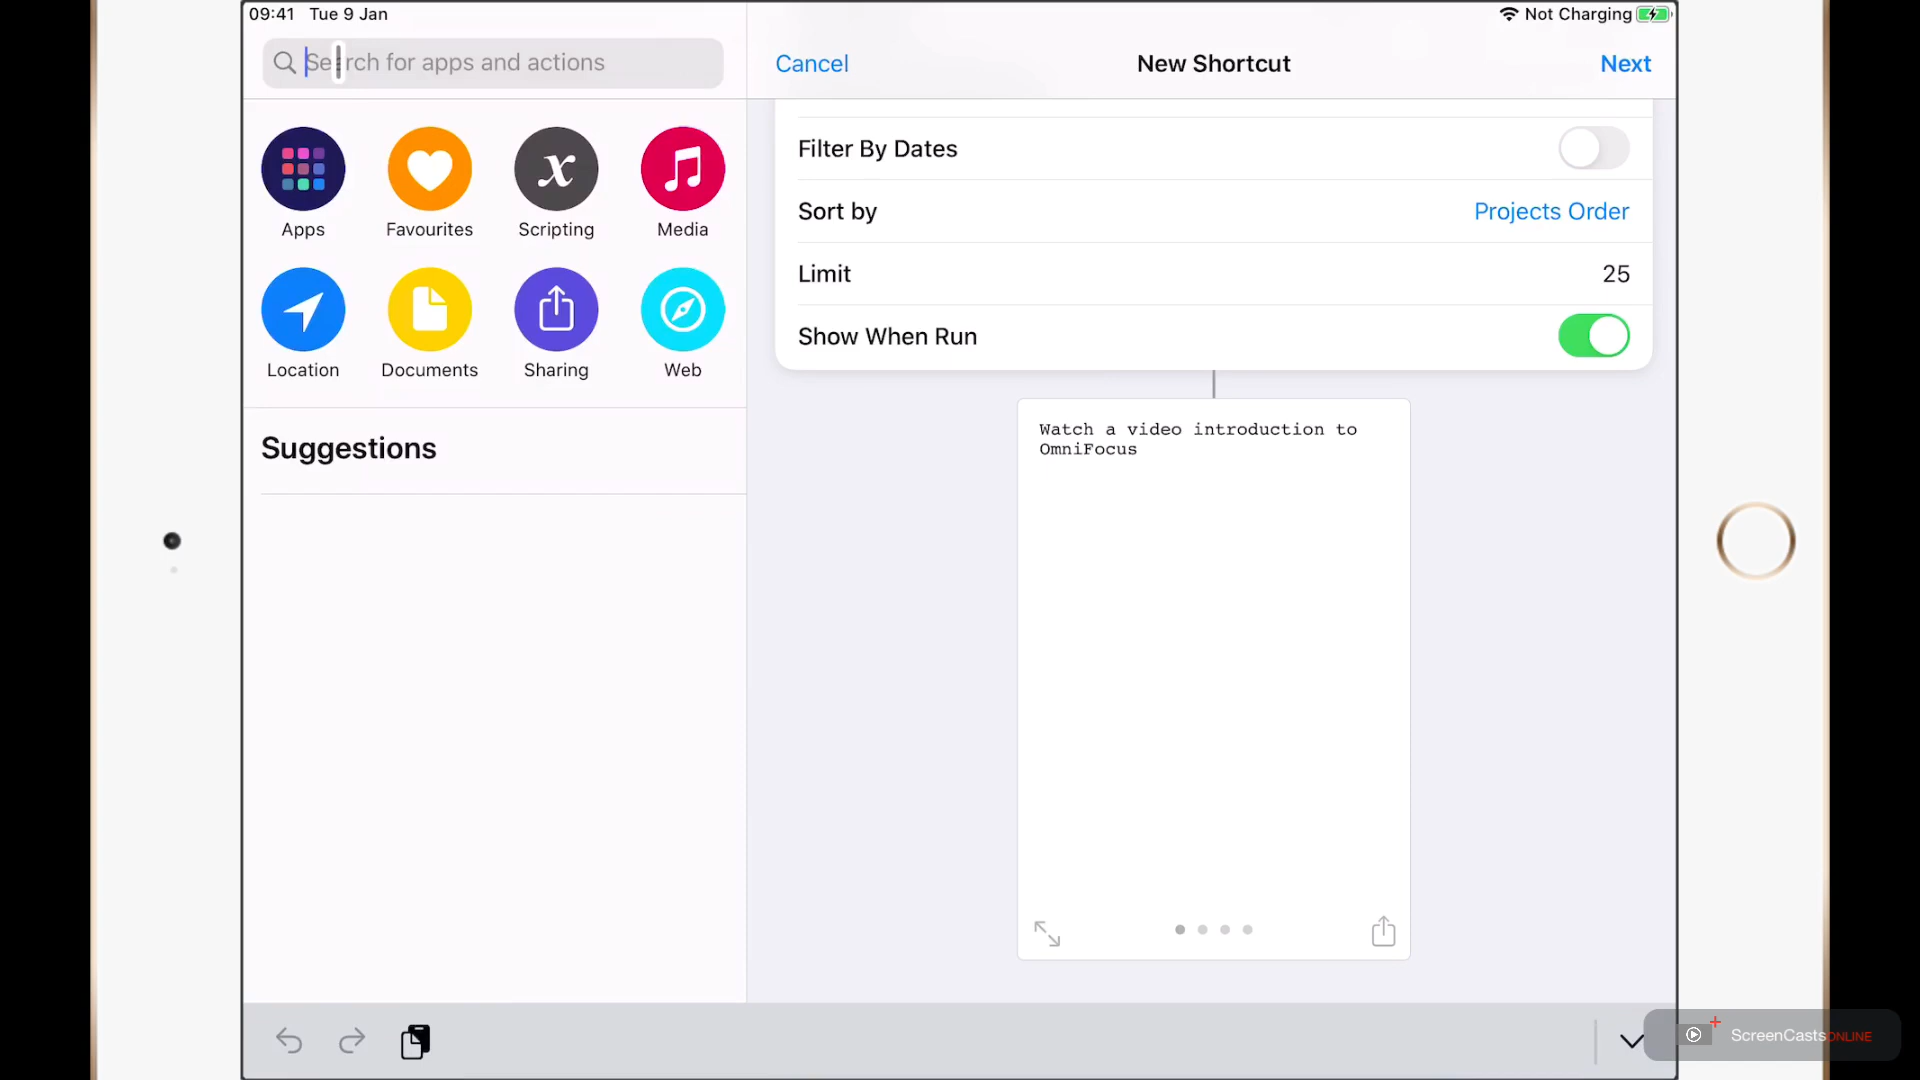 09:41 Tue 9 Jan
Not Charging
Search for apps and actions
Cancel
New Shortcut
Next
Apps
Favourites
Scripting
Media
Location
Documents
Sharing
Web
Suggestions
Filter By Dates
Sort by
Projects Order
Limit
25
Show When Run
Watch a video introduction to
OmniFocus
ScreenCastsONLINE